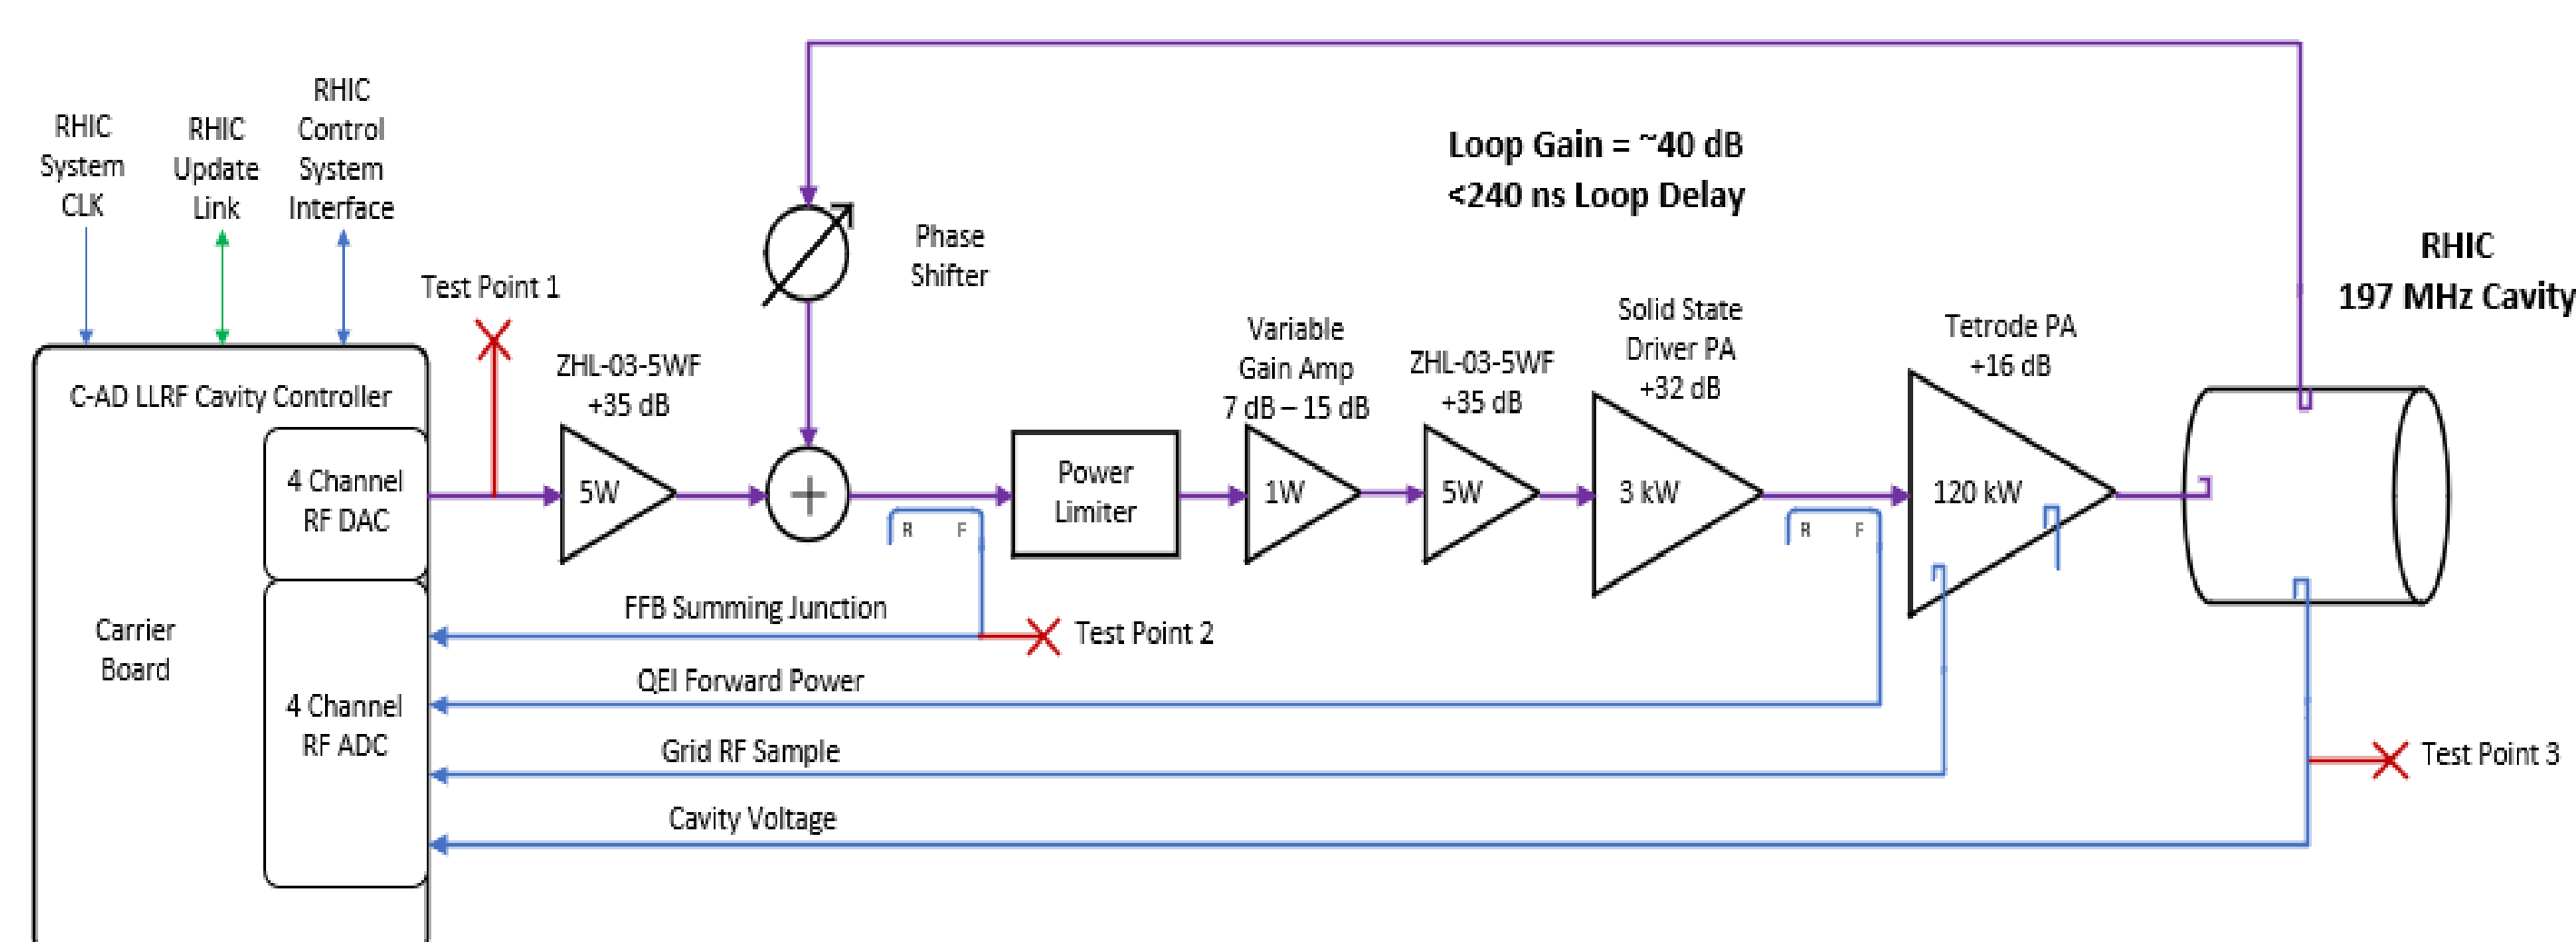 RHIC
System
CLK
RHIC
Update
Link
RHIC
Control
System
Interface
Loop Gain = ~40 dB
<240 ns Loop Delay
Phase
Shifter
RHIC
197 MHz Cavity
Test Point 1
ZHL-03-5WF
+35 dB
Variable
Gain Amp
7 dB – 15 dB
ZHL-03-5WF
+35 dB
Solid State
Driver PA
+32 dB
Tetrode PA
+16 dB
C-AD LLRF Cavity Controller
4 Channel
RF DAC
5W
+
Power
Limiter
1W
5W
3 kW
120 kW
R F
R F
FFB Summing Junction
Test Point 2
Carrier
Board
QEI Forward Power
4 Channel
RF ADC
Grid RF Sample
Test Point 3
Cavity Voltage